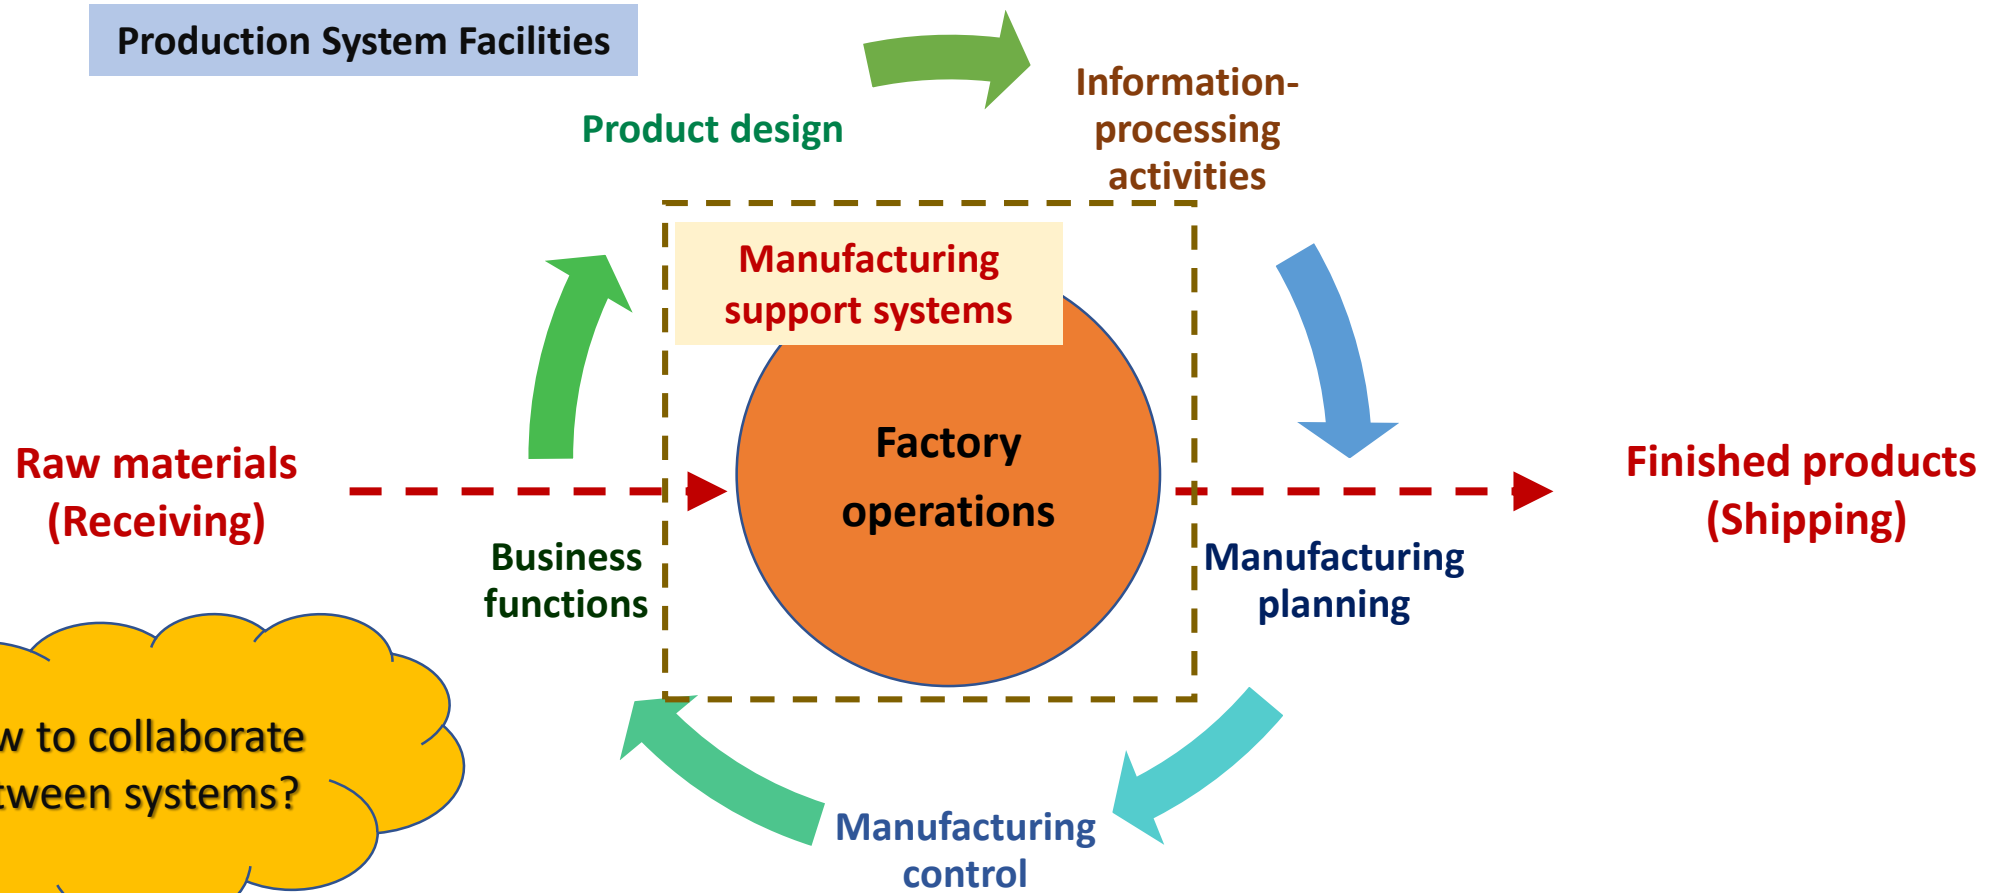 Production System Facilities
Product design
Information-
processing
activities
Manufacturing
support systems
Factory
operations
Raw materials
(Receiving)
Finished products
(Shipping)
Business
functions
Manufacturing
planning
to collaborate
systems?
Manufacturing
control